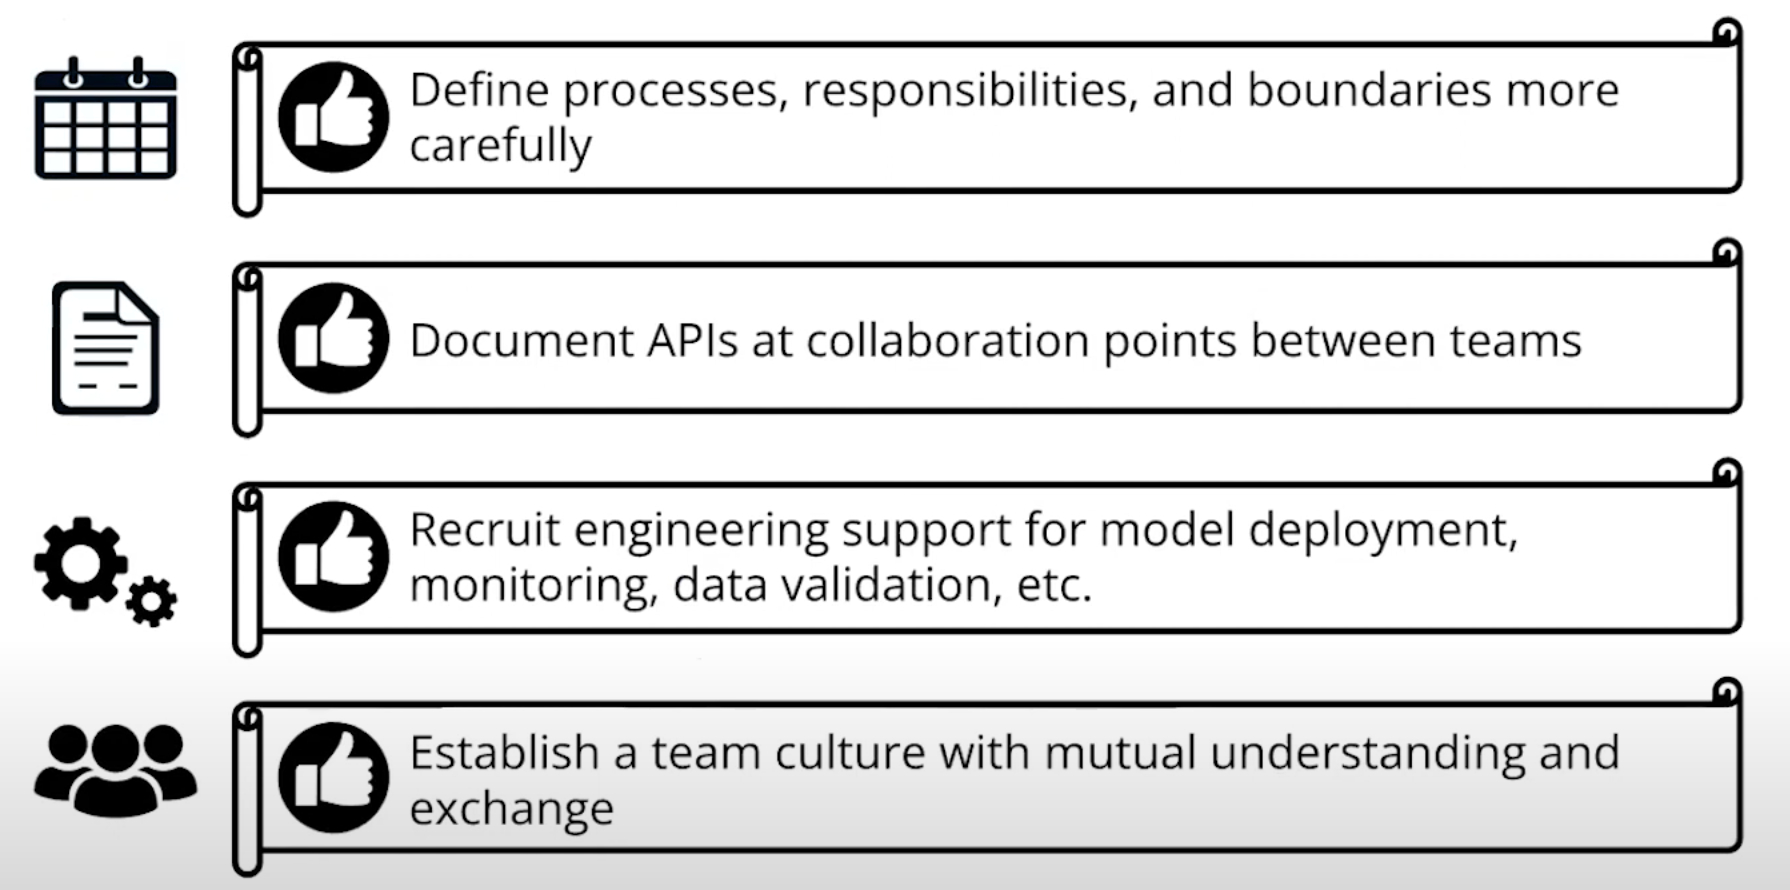 Define processes, responsibilities, and boundaries more
carefully
Document APIs at collaboration points between teams
Recruit engineering support for model deployment,
monitoring, data validation, etc.
Establish a team culture with mutual understanding and
exchange